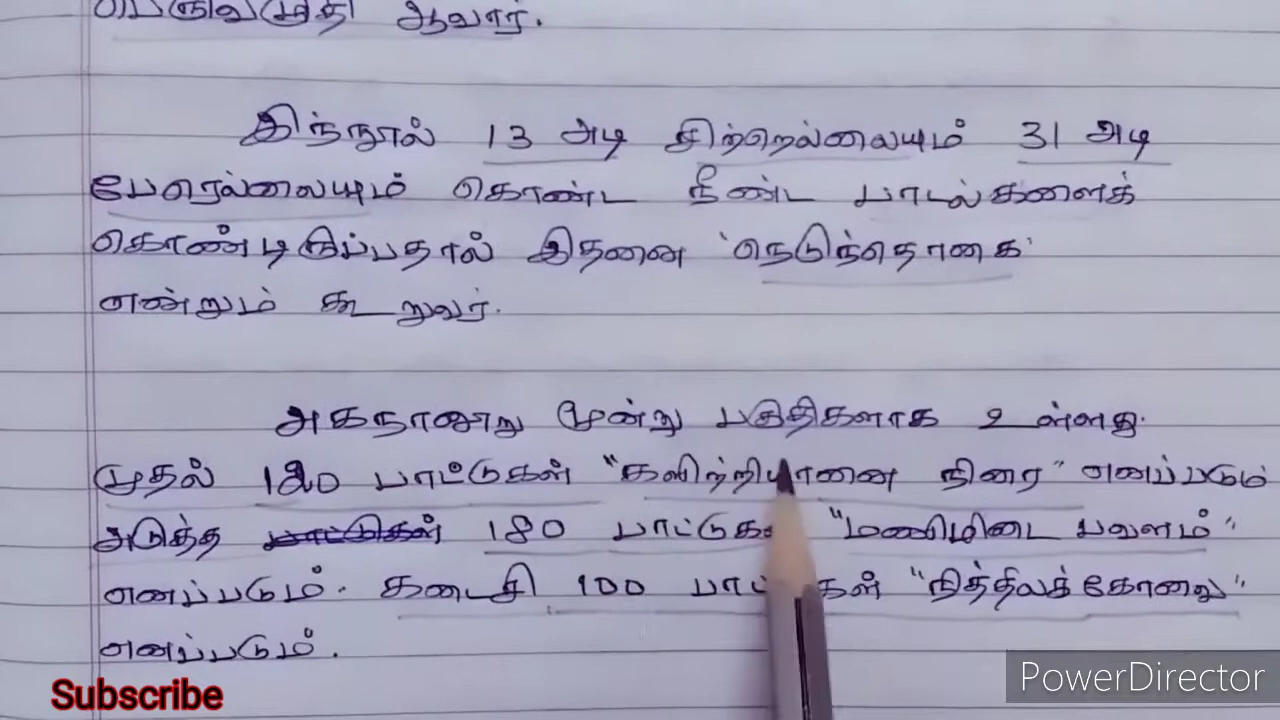 ஆவார்.
இந்நூல் 13 அடி சிற்றெல்லையும் 31 அடி
பேரெல்லையும் கொண்ட நீண்ட பாடல்களைக்
கொண்டிருப்பதால் இதனை 'நெடுந்தொகை'
என்றும் கூறுவர்.
அகநானூறு மூன்று பகுதிகளாக உள்ளது.
முதல் 120 பாட்டுகள் "களிற்றியானை நிரை" எனப்படும்
அடுத்த பாட்டுகள் 180 பாட்டுகள் "மணிமிடை பவளம்"
எனப்படும். கடைசி 100 பாட்டுகள் "நித்திலக்கோவை"
எனப்படும்.
Subscribe
PowerDirector